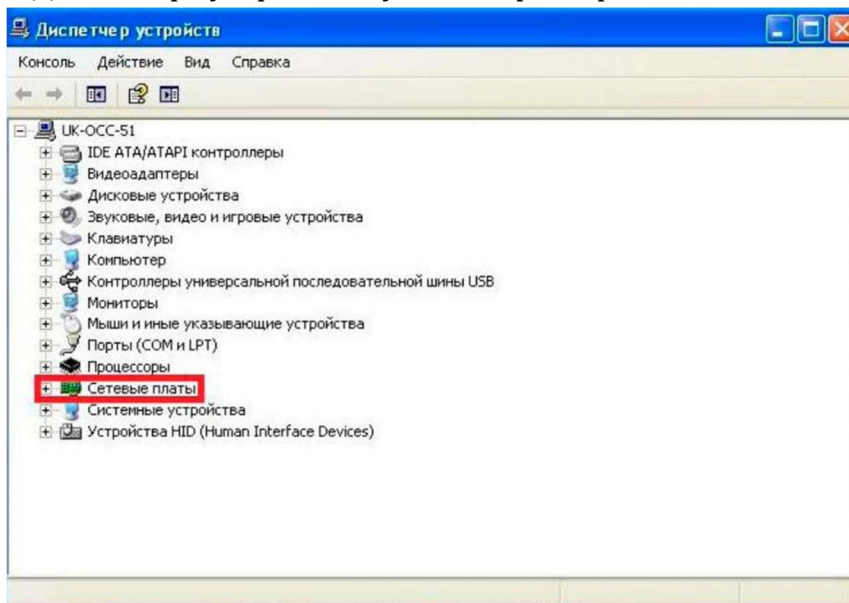 Диспетчер устройств
Консоль Действие Вид Справка
UK-OCC-51
IDE ATA/ATAPI контроллеры
Видеоадаптеры
Дисковые устройства
Звуковые, видео и игровые устройства
Клавиатуры
Компьютер
Контроллеры универсальной последовательной шины USB
Мониторы
Мыши и иные указывающие устройства
Порты (COM и LPT)
Процессоры
Сетевые платы
Системные устройства
Устройства HID (Human Interface Devices)